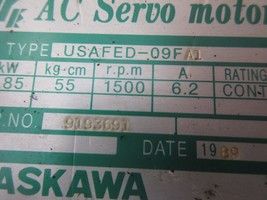 AC Servo motor
TYPE USAFED-09FA1
kW kg·cm r.p.m A RATING
.85 55 1500 6.2 CONT
.NO. 9193691
DATE 1989
ASKAWA